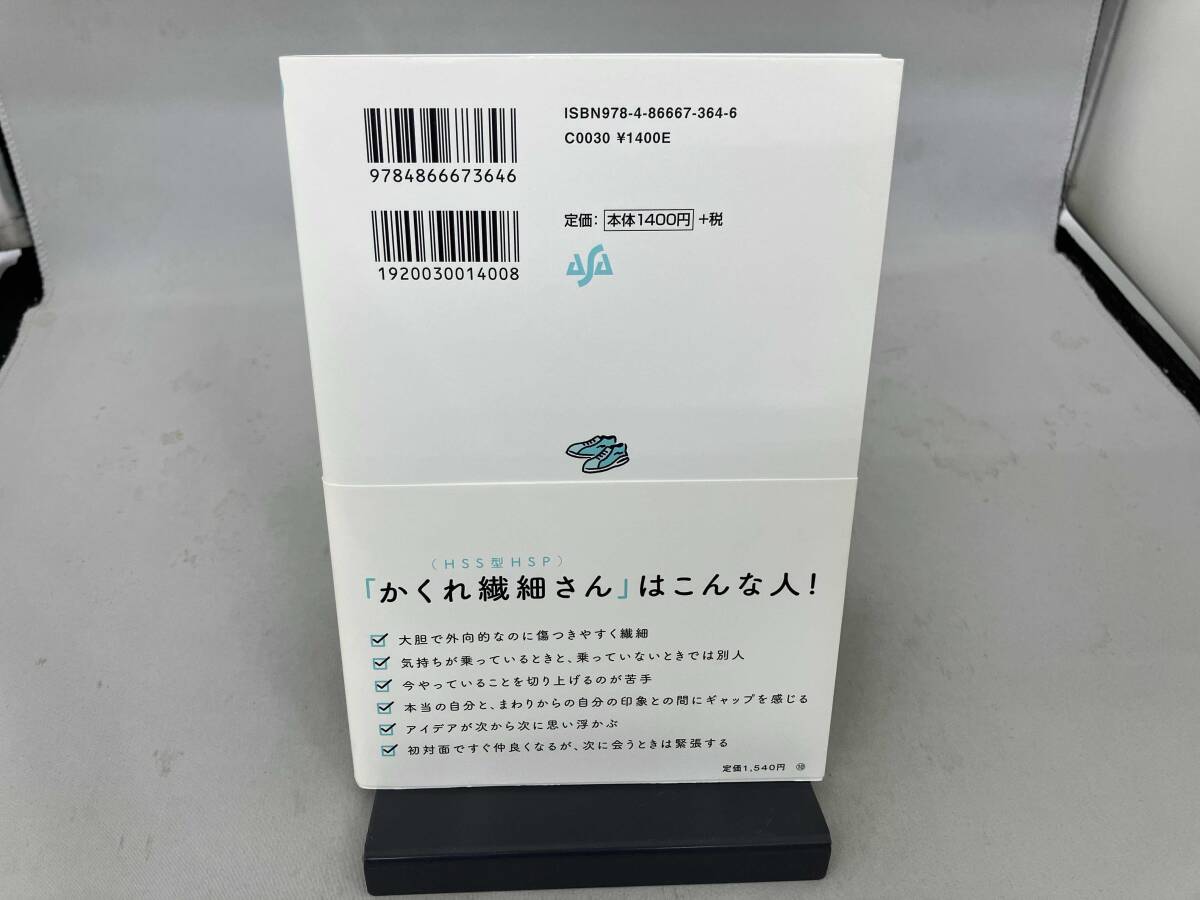 ISBN978-4-86667-364-6
C0030 ¥1400E
9784866673646
定価: 本体1400円 +税
1920030014008
ASA
(HSS型HSP)
「かくれ繊細さん」はこんな人!
大胆で外向的なのに傷つきやすく繊細
気持ちが乗っているときと、乗っていないときでは別人
今やっていることを切り上げるのが苦手
本当の自分と、まわりからの自分の印象との間にギャップを感じる
アイデアが次から次に思い浮かぶ
初対面ですぐ仲良くなるが、次に会うときは緊張する
定価1,540円 ⑩